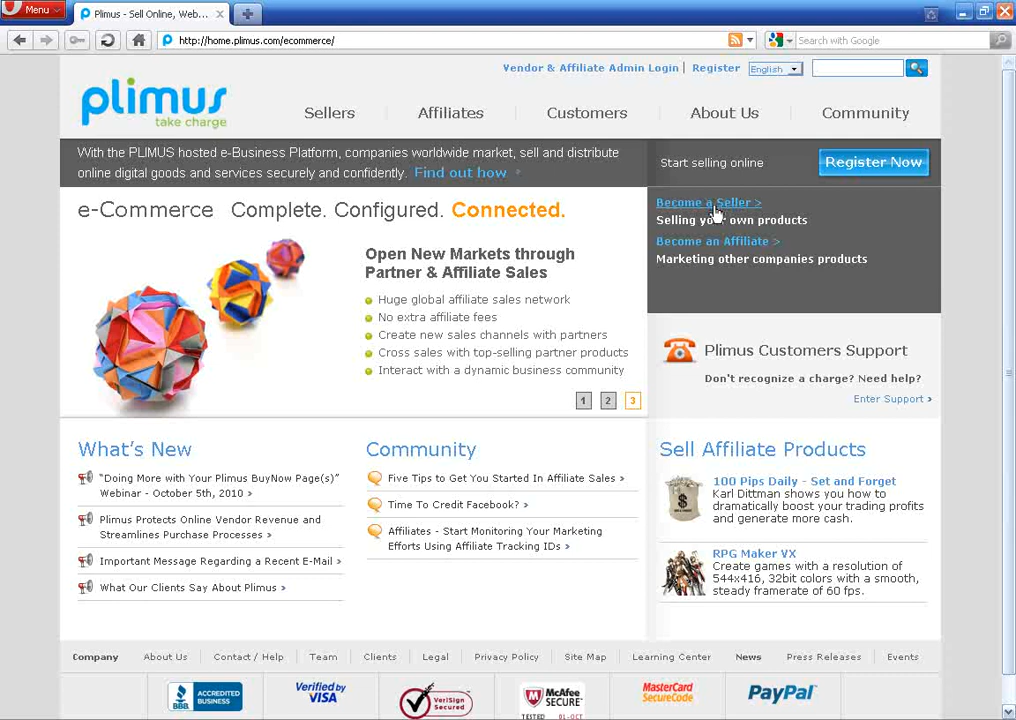 Menu
Plimus - Sell Online, Web...
http://home.plimus.com/ecommerce/
Search with Google
Vendor & Affiliate Admin Login | Register English
plimus
take charge
Sellers Affiliates Customers About Us Community
With the PLIMUS hosted e-Business Platform, companies worldwide market, sell and distribute
online digital goods and services securely and confidently. Find out how
Start selling online Register Now
e-Commerce Complete. Configured. Connected.
Become a Seller >
Selling your own products
Become an Affiliate >
Marketing other companies products
Open New Markets through
Partner & Affiliate Sales
Huge global affiliate sales network
No extra affiliate fees
Create new sales channels with partners
Cross sales with top-selling partner products
Interact with a dynamic business community
1 2 3
Plimus Customers Support
Don't recognize a charge? Need help?
Enter Support >
What's New
"Doing More with Your Plimus BuyNow Page(s)"
Webinar - October 5th, 2010 >
Plimus Protects Online Vendor Revenue and
Streamlines Purchase Processes >
Important Message Regarding a Recent E-Mail >
What Our Clients Say About Plimus >
Community
Five Tips to Get You Started In Affiliate Sales >
Time To Credit Facebook? >
Affiliates - Start Monitoring Your Marketing
Efforts Using Affiliate Tracking IDs >
Sell Affiliate Products
100 Pips Daily - Set and Forget
Karl Dittman shows you how to
dramatically boost your trading profits
and generate more cash.
RPG Maker VX
Create games with a resolution of
544x416, 32bit colors with a smooth,
steady framerate of 60 fps.
Company About Us Contact / Help Team Clients Legal Privacy Policy Site Map Learning Center News Press Releases Events
BBB ACCREDITED BUSINESS
Verified by VISA
VeriSign Secured
McAfee SECURE
TESTED 01-OCT
MasterCard SecureCode
PayPal